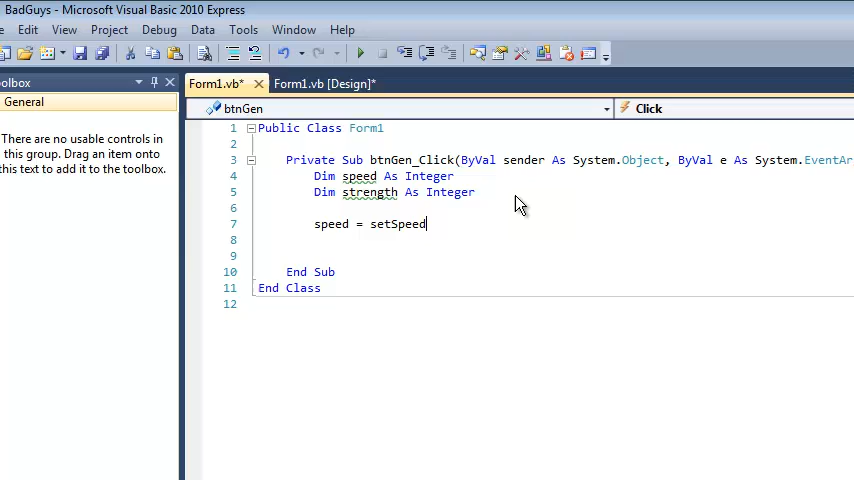 BadGuys - Microsoft Visual Basic 2010 Express
Edit View Project Debug Data Tools Window Help
oolbox
Form1.vb* Form1.vb [Design]*
General
btnGen
Click
There are no usable controls in
this group. Drag an item onto
this text to add it to the toolbox.
1 Public Class Form1
2
3 Private Sub btnGen_Click(ByVal sender As System.Object, ByVal e As System.EventAr
4 Dim speed As Integer
5 Dim strength As Integer
6
7 speed = setSpeed
8
9
10 End Sub
11 End Class
12